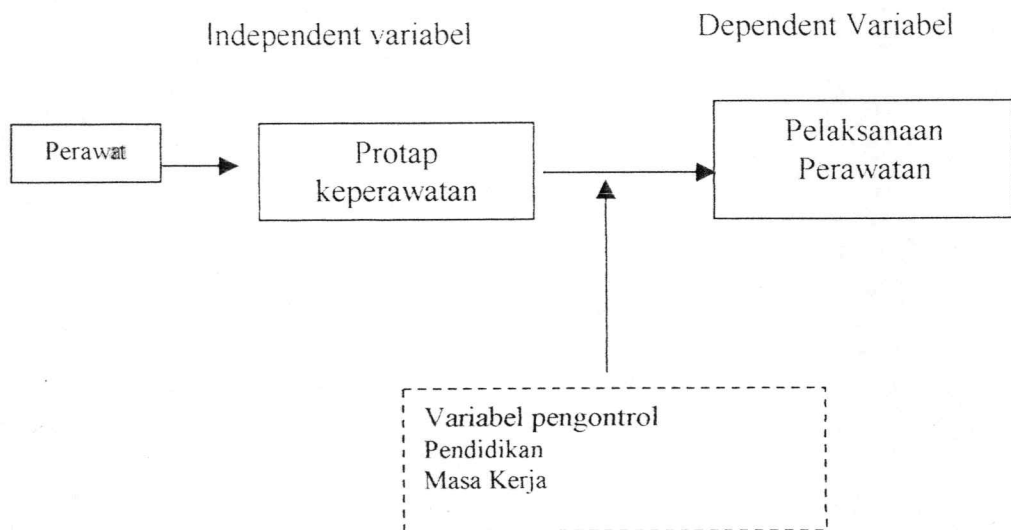 Independent variabel
Dependent Variabel
Perawat
Protap
keperawatan
Pelaksanaan
Perawatan
Variabel pengontrol
Pendidikan
Masa Kerja